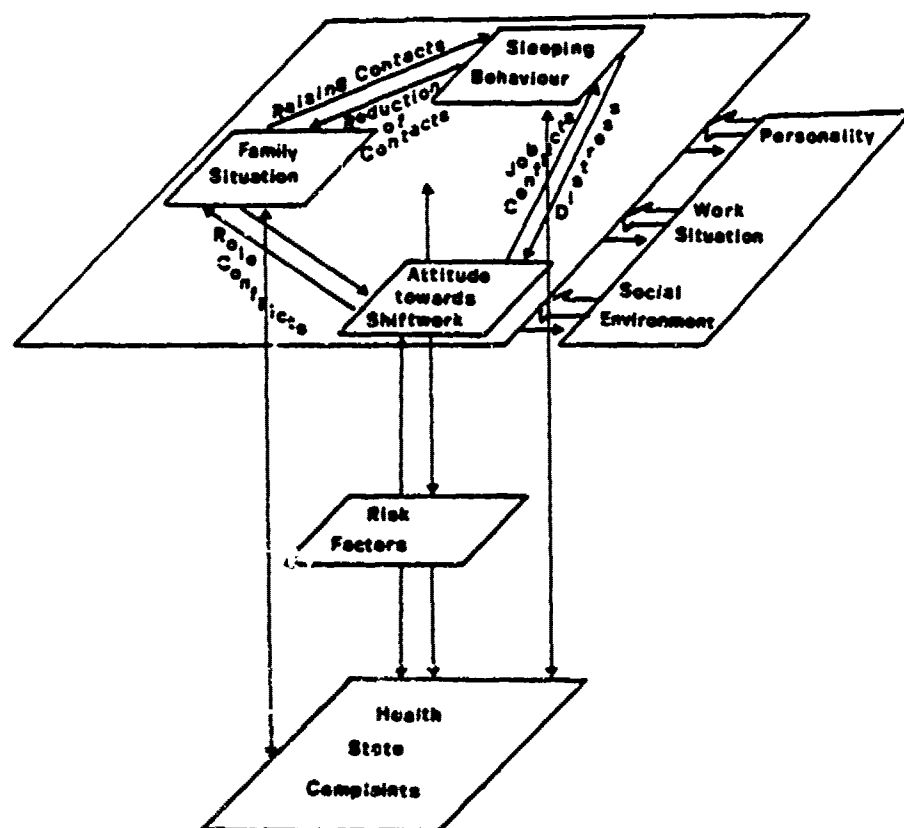 Sleeping
Behaviour
Raising Contacts
Reduction
of
Contacts
Family
Situation
Job
Conflicts
Distress
Personality
Work
Situation
Role
Conflicts
Attitude
towards
Shiftwork
Social
Environment
Risk
Factors
Health
State
Complaints